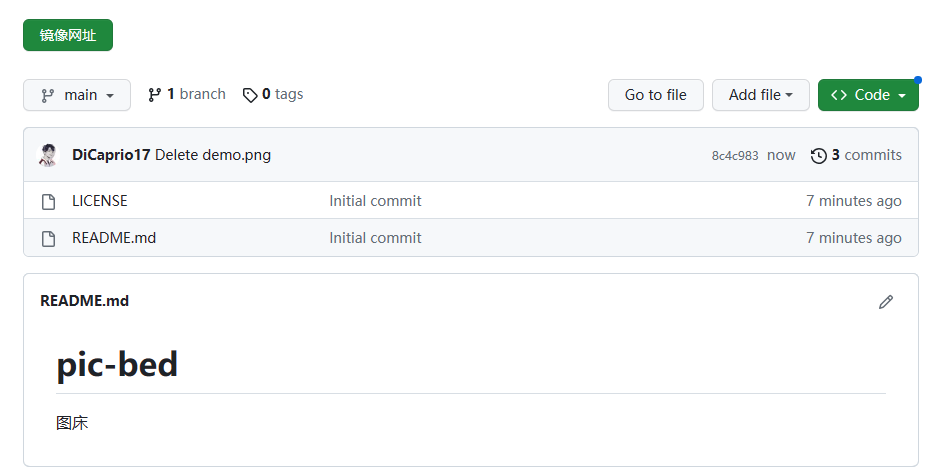 镜像网址
main 1 branch 0 tags Go to file Add file Code
DiCaprio17 Delete demo.png 8c4c983 now 3 commits
LICENSE Initial commit 7 minutes ago
README.md Initial commit 7 minutes ago
README.md
pic-bed
图床